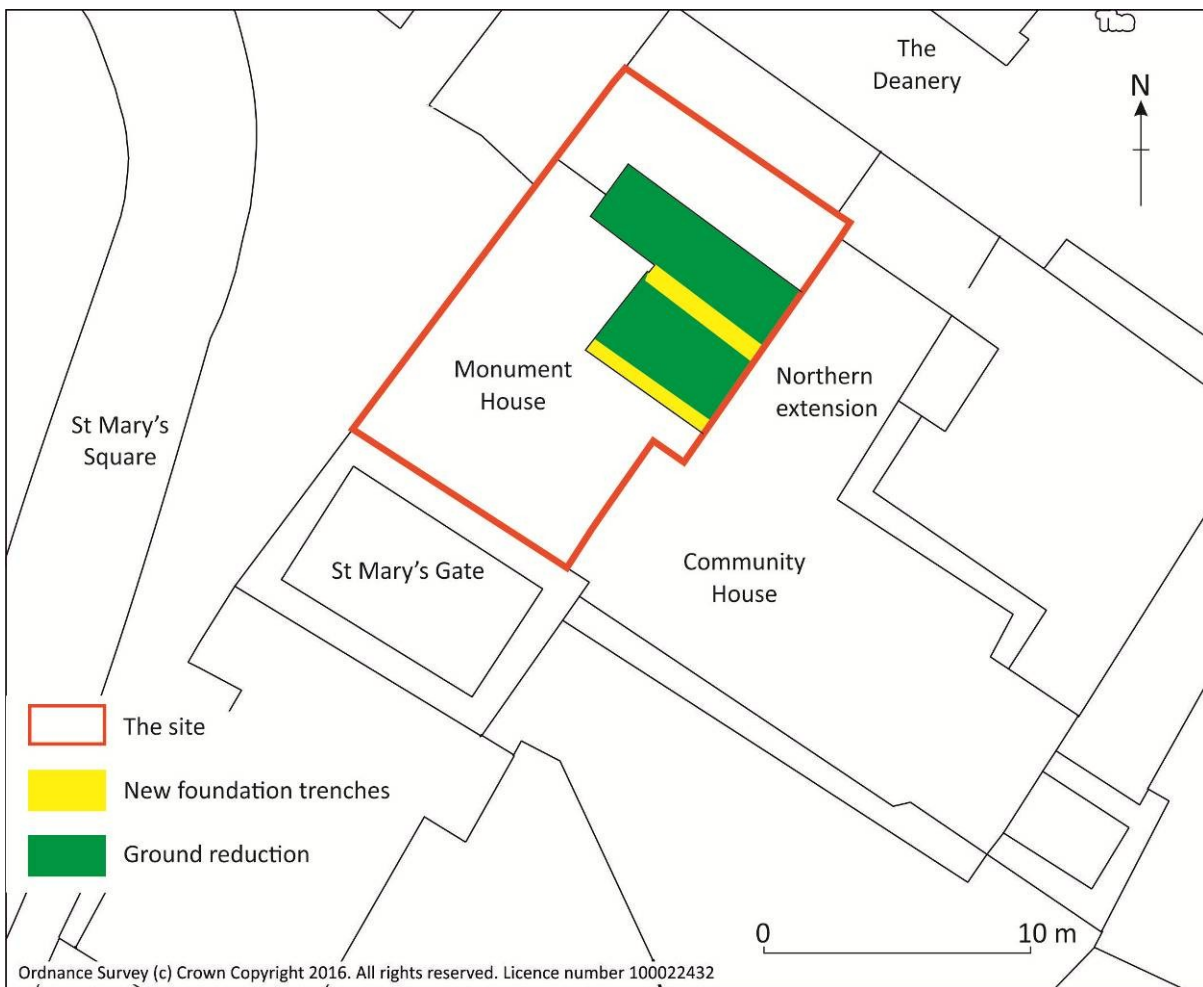 The
Deanery
N
Monument
House
Northern
extension
St Mary's
Square
St Mary's Gate
Community
House
The site
New foundation trenches
Ground reduction
0 10 m
Ordnance Survey (c) Crown Copyright 2016. All rights reserved. Licence number 100022432